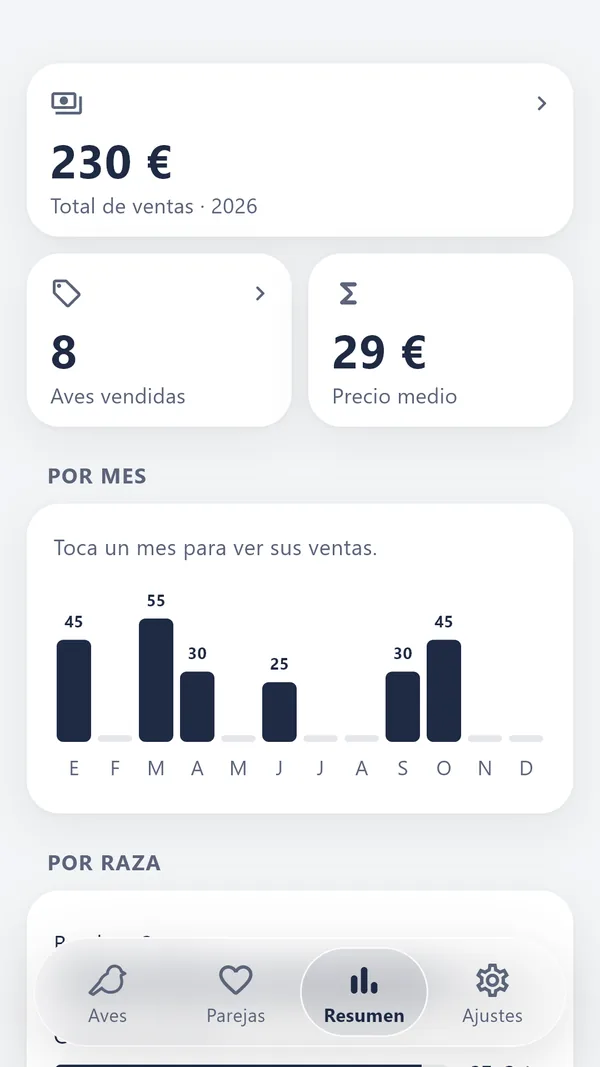 230 €
Total de ventas · 2026
8
Aves vendidas
Σ
29 €
Precio medio
POR MES
Toca un mes para ver sus ventas.
45 55 30 25 30 45
E F M A M J J A S O N D
POR RAZA
Aves Parejas Resumen Ajustes